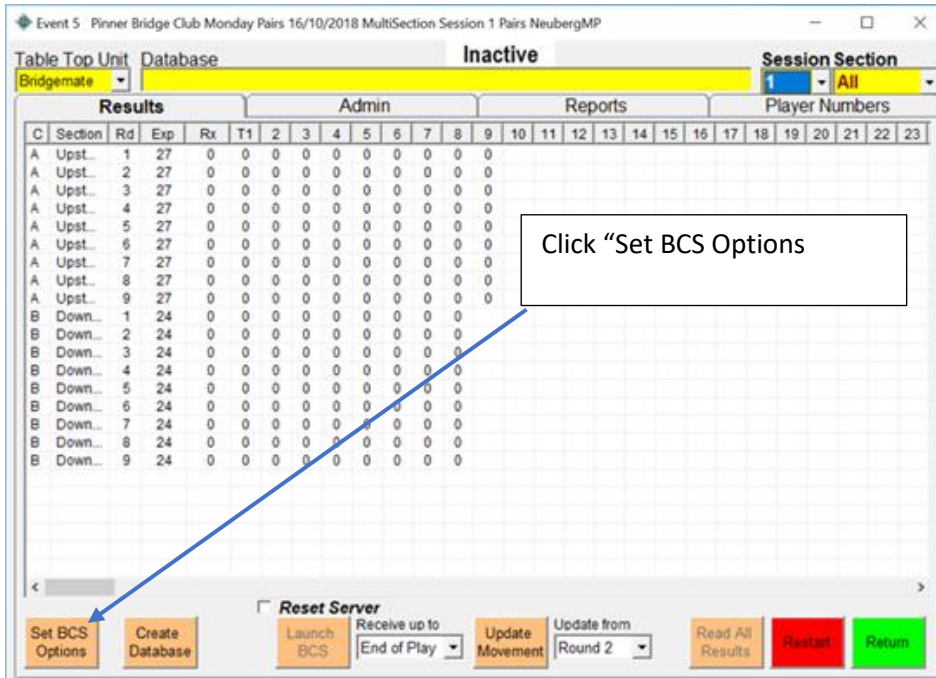 Event 5 Pinner Bridge Club Monday Pairs 16/10/2018 MultiSection Session 1 Pairs NeubergMP
Table Top Unit Database Inactive Session Section
Bridgemate 1 All
Results Admin Reports Player Numbers
C Section Rd Exp Rx T1 2 3 4 5 6 7 8 9 10 11 12 13 14 15 16 17 18 19 20 21 22 23
A Upst... 1 27 0 0 0 0 0 0 0 0 0 0
A Upst... 2 27 0 0 0 0 0 0 0 0 0 0
A Upst... 3 27 0 0 0 0 0 0 0 0 0 0
A Upst... 4 27 0 0 0 0 0 0 0 0 0 0
A Upst... 5 27 0 0 0 0 0 0 0 0 0 0
A Upst... 6 27 0 0 0 0 0 0 0 0 0 0
A Upst... 7 27 0 0 0 0 0 0 0 0 0 0
A Upst... 8 27 0 0 0 0 0 0 0 0 0 0
A Upst... 9 27 0 0 0 0 0 0 0 0 0 0
B Down... 1 24 0 0 0 0 0 0 0 0 0
B Down... 2 24 0 0 0 0 0 0 0 0 0
B Down... 3 24 0 0 0 0 0 0 0 0 0
B Down... 4 24 0 0 0 0 0 0 0 0 0
B Down... 5 24 0 0 0 0 0 0 0 0 0
B Down... 6 24 0 0 0 0 0 0 0 0 0
B Down... 7 24 0 0 0 0 0 0 0 0 0
B Down... 8 24 0 0 0 0 0 0 0 0 0
B Down... 9 24 0 0 0 0 0 0 0 0 0
Click “Set BCS Options
Reset Server
Set BCS Options
Create Database
Launch BCS
Receive up to
End of Play
Update Movement
Update from
Round 2
Read All Results
Restart
Return